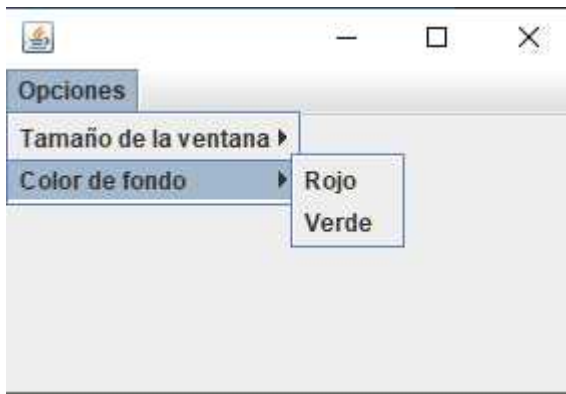 Opciones
Tamaño de la ventana
Color de fondo
Rojo
Verde